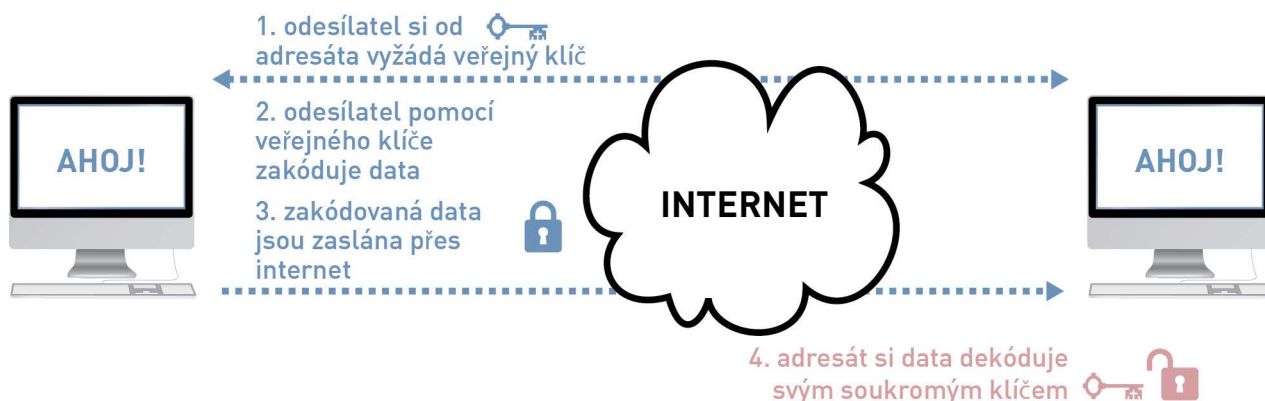 1. odesílatel si od
adresáta vyžádá veřejný klíč
2. odesílatel pomocí
veřejného klíče
zakóduje data
AHOJ!
3. zakódovaná data
jsou zaslána přes
internet
INTERNET
AHOJ!
4. adresát si data dekóduje
svým soukromým klíčem